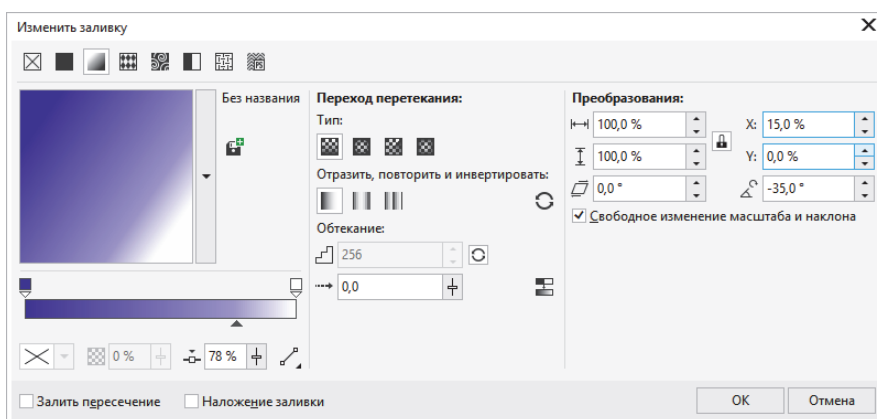 Изменить заливку
Без названия
Переход перетекания:
Тип:
Отразить, повторить и инвертировать:
Обтекание:
256
0,0
Преобразования:
100,0 %
X: 15,0 %
100,0 %
Y: 0,0 %
0,0 °
-35,0 °
Свободное изменение масштаба и наклона
0 %
78 %
Залить пересечение
Наложение заливки
OK
Отмена